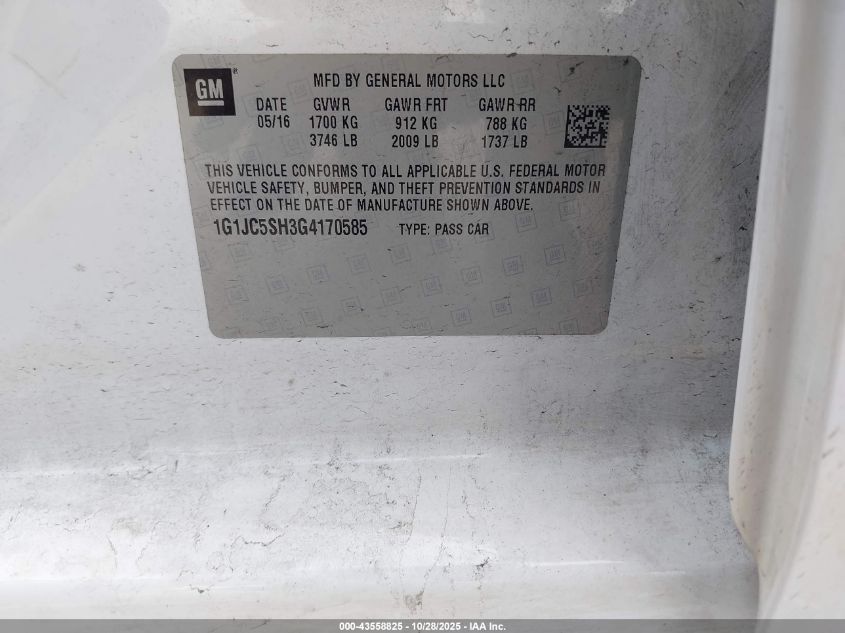 GM® MFD BY GENERAL MOTORS LLC
DATE GVWR GAWR FRT GAWR RR
05/16 1700 KG 912 KG 788 KG
3746 LB 2009 LB 1737 LB
THIS VEHICLE CONFORMS TO ALL APPLICABLE U.S. FEDERAL MOTOR
VEHICLE SAFETY, BUMPER, AND THEFT PREVENTION STANDARDS IN
EFFECT ON THE DATE OF MANUFACTURE SHOWN ABOVE.
1G1JC5SH3G4170585 TYPE: PASS CAR
000-43558825 - 10/28/2025 - IAA Inc.